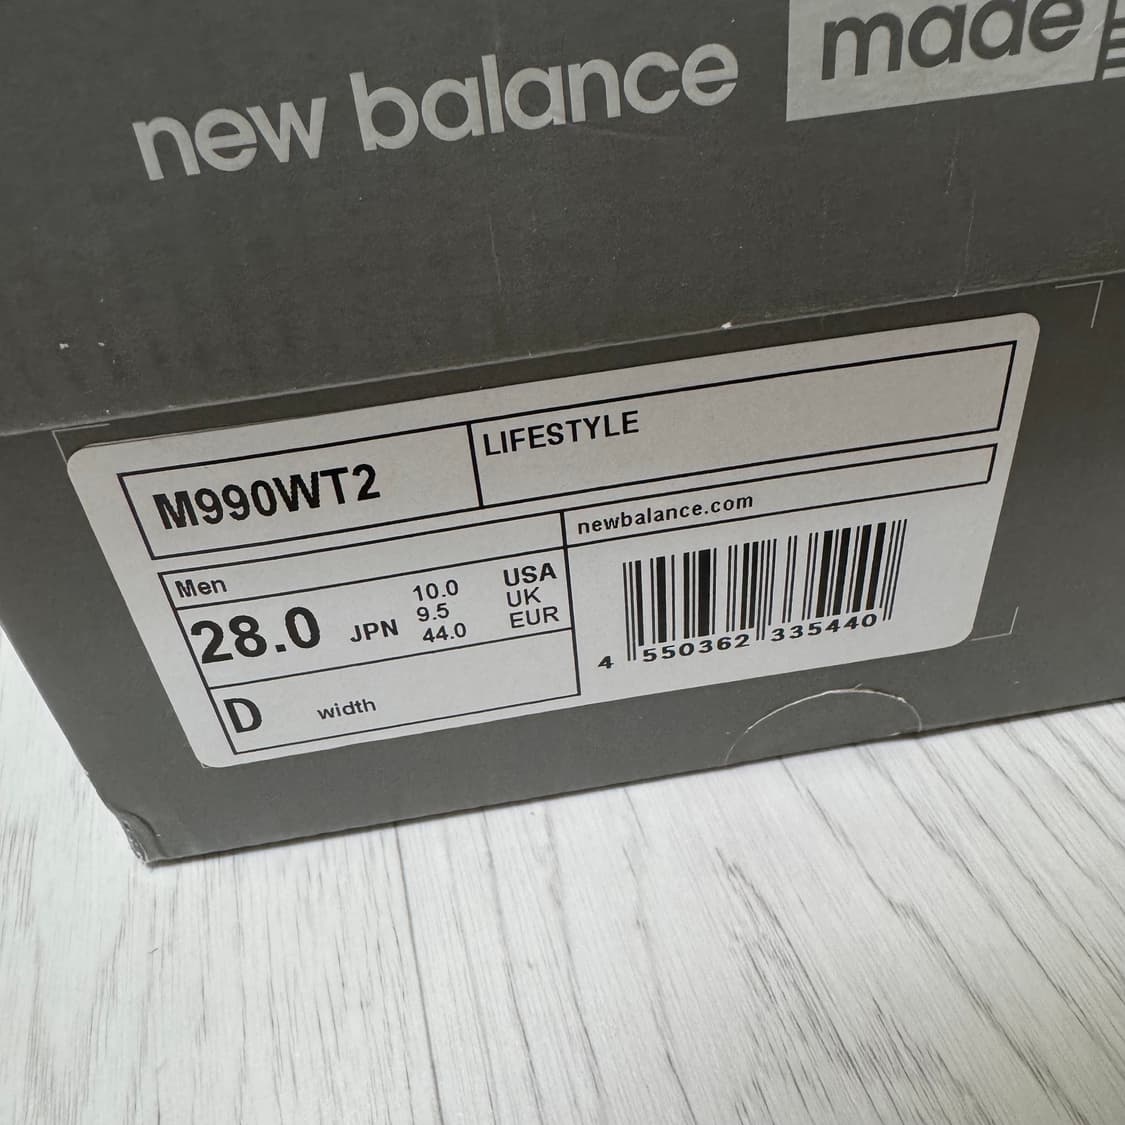 new balance made
M990WT2
LIFESTYLE
newbalance.com
Men
28.0 JPN
10.0 USA
9.5 UK
44.0 EUR
D width
4 550362 335440